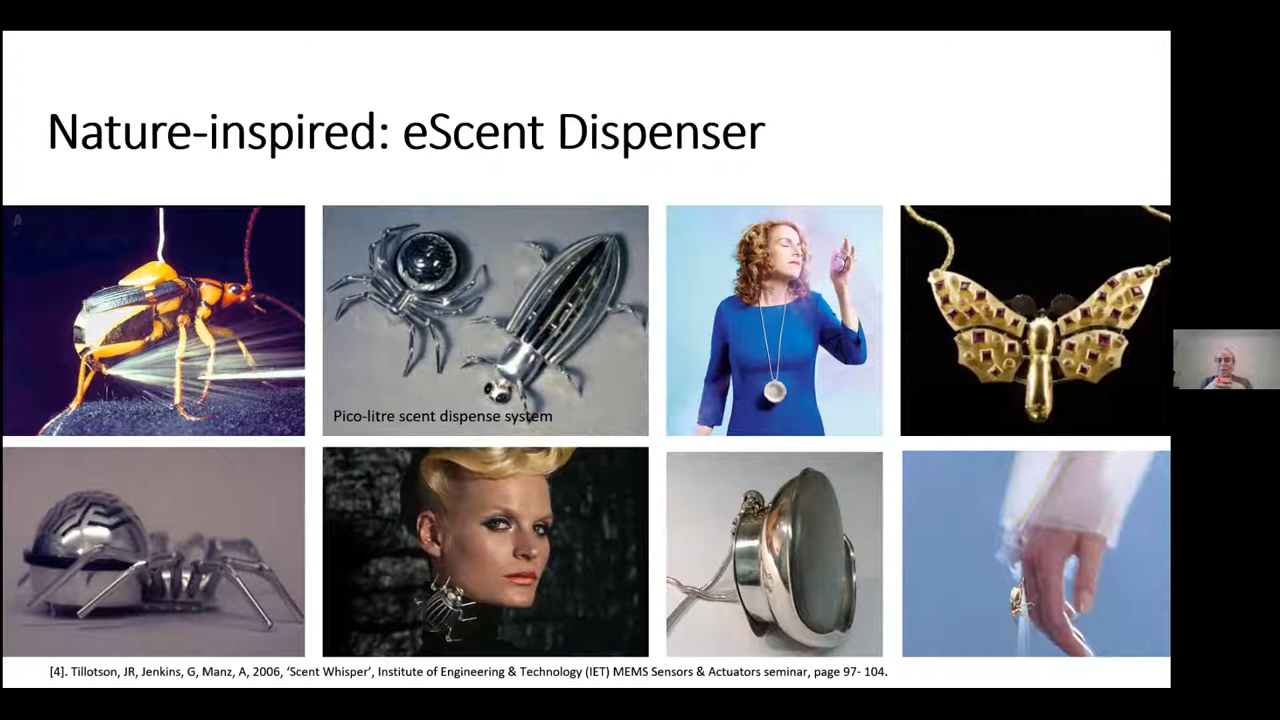 Nature-inspired: eScent Dispenser
A
Pico-litre scent dispense system
[4]. Tillotson, JR, Jenkins, G, Manz, A, 2006, ‘Scent Whisper’, Institute of Engineering & Technology (IET) MEMS Sensors & Actuators seminar, page 97- 104.